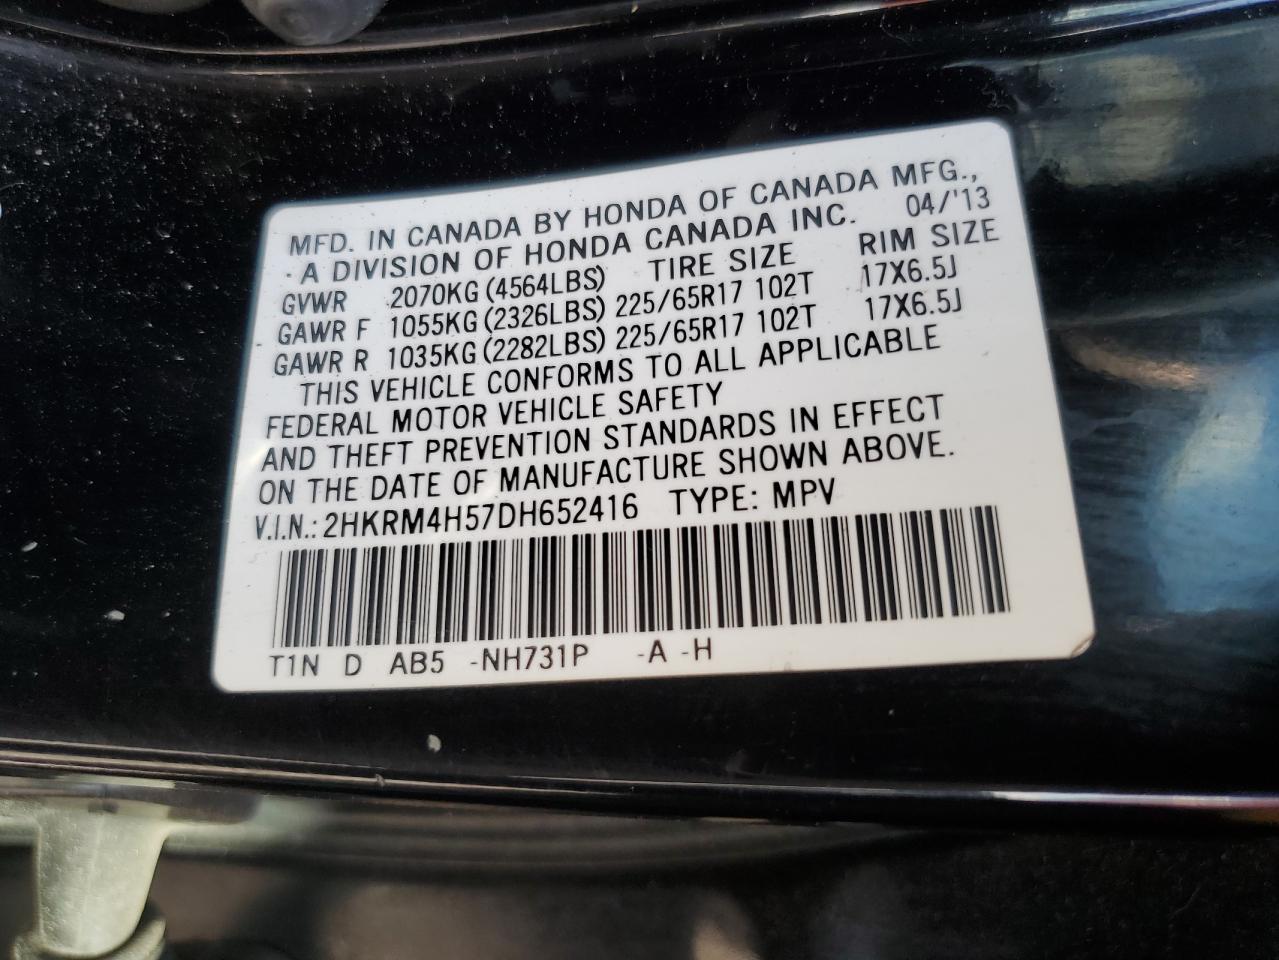 MFD. IN CANADA BY HONDA OF CANADA MFG.,
A DIVISION OF HONDA CANADA INC. 04/'13
GVWR 2070KG (4564LBS) TIRE SIZE RIM SIZE
GAWR F 1055KG (2326LBS) 225/65R17 102T 17X6.5J
GAWR R 1035KG (2282LBS) 225/65R17 102T 17X6.5J
THIS VEHICLE CONFORMS TO ALL APPLICABLE
FEDERAL MOTOR VEHICLE SAFETY
AND THEFT PREVENTION STANDARDS IN EFFECT
ON THE DATE OF MANUFACTURE SHOWN ABOVE.
V.I.N.: 2HKRM4H57DH652416 TYPE: MPV
T1N D AB5 -NH731P -A -H